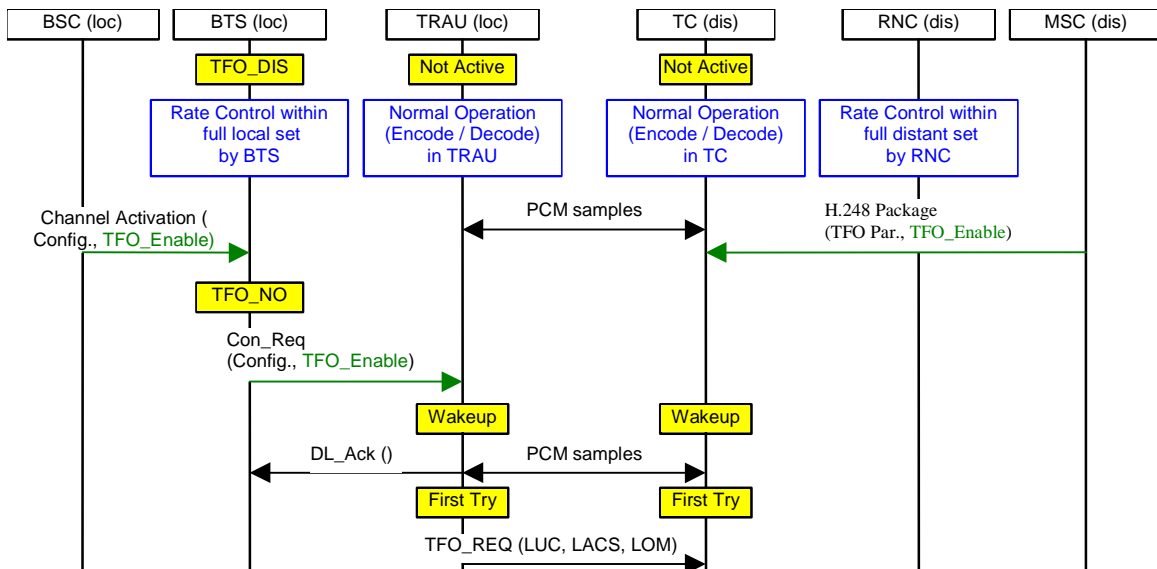 BSC (loc)
BTS (loc)
TRAU (loc)
TC (dis)
RNC (dis)
MSC (dis)
TFO_DIS
Not Active
Not Active
Rate Control within
full local set
by BTS
Normal Operation
(Encode / Decode)
in TRAU
Normal Operation
(Encode / Decode)
in TC
Rate Control within
full distant set
by RNC
Channel Activation (
Config., TFO_Enable)
PCM samples
H.248 Package
(TFO Par., TFO_Enable)
TFO_NO
Con_Req
(Config., TFO_Enable)
Wakeup
Wakeup
DL_Ack ()
PCM samples
First Try
First Try
TFO_REQ (LUC, LACS, LOM)